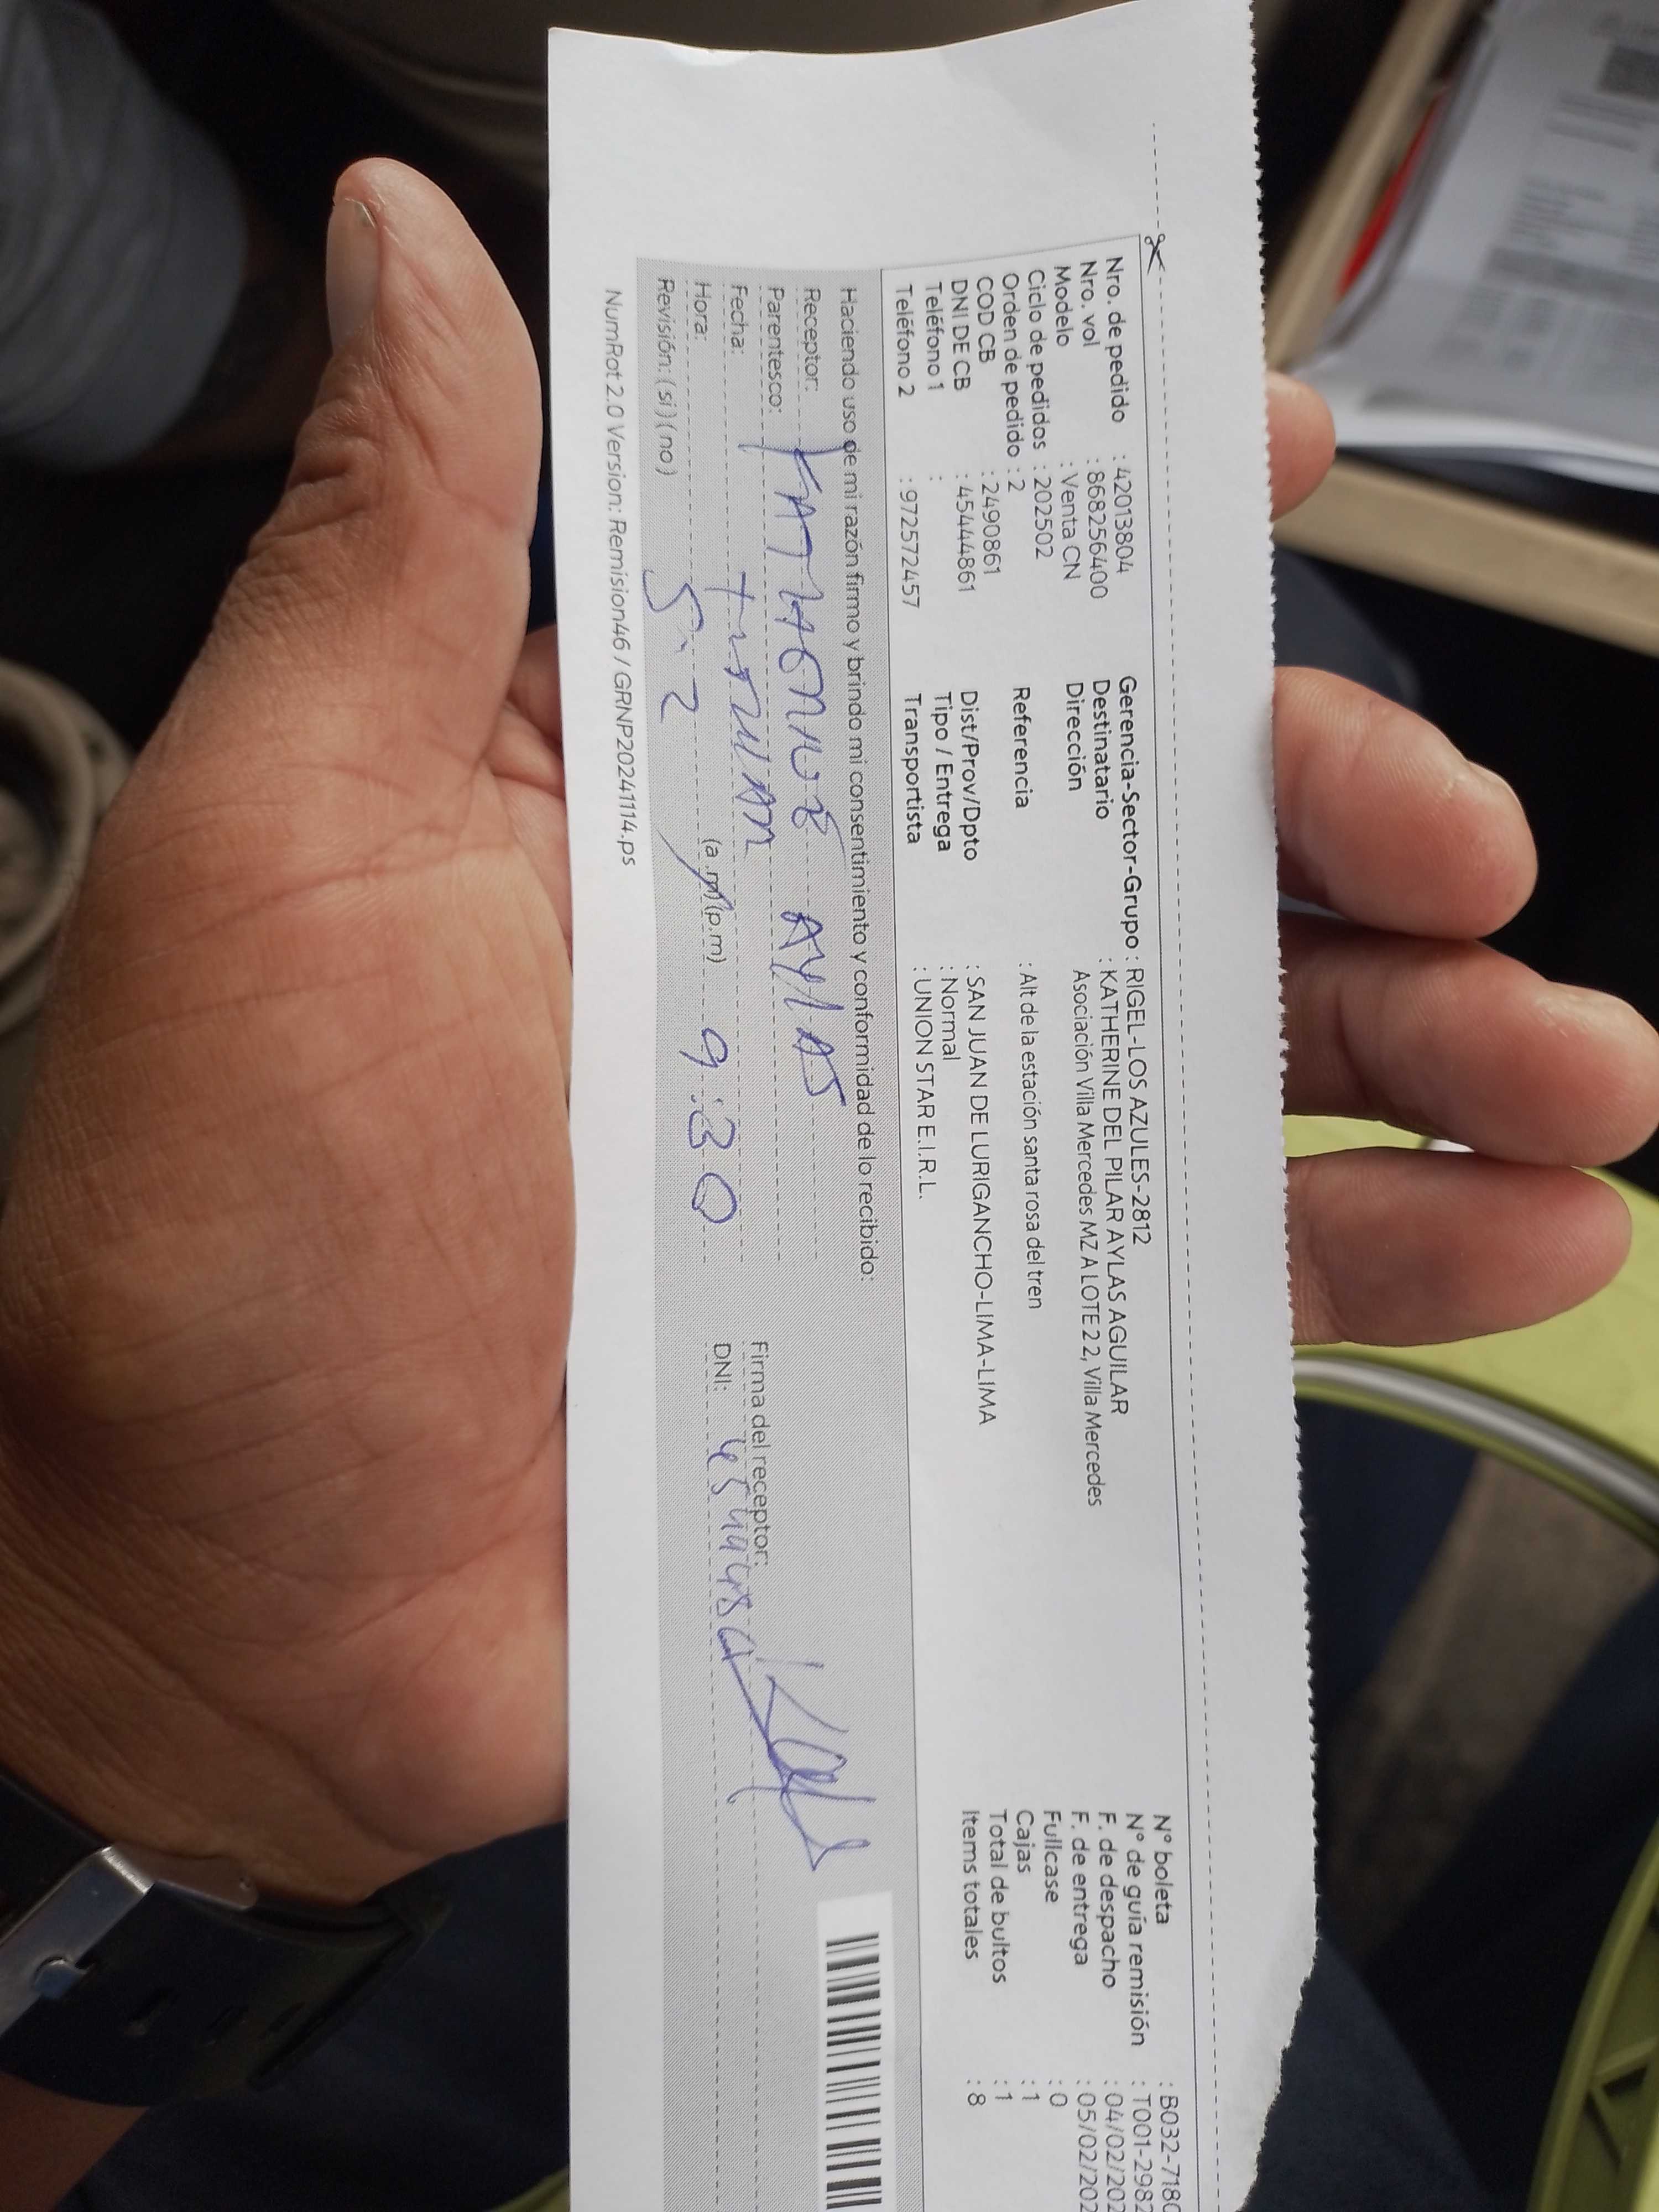 Nro. de pedido : 42013804
Nro. vol : 868256400
Modelo : Venta CN
Ciclo de pedidos : 202502
Orden de pedido : 2
COD CB : 2490861
DNI DE CB : 45444861
Teléfono 1 :
Teléfono 2 : 972572457
Gerencia-Sector-Grupo : RIGEL-LOS AZULES-2812
Destinatario : KATHERINE DEL PILAR AYLAS AGUILAR
Dirección Asociación Villa Mercedes MZ A LOTE 2 2, Villa Mercedes
Referencia : Alt de la estación santa rosa del tren
Dist/Prov/Dpto : SAN JUAN DE LURIGANCHO-LIMA-LIMA
Tipo / Entrega : Normal
Transportista : UNION STAR E.I.R.L.
N° boleta : B032-7180
N° de guía remisión : T001-2982
F. de despacho : 04/02/202
F. de entrega : 05/02/202
Fullcase : 0
Cajas : 1
Total de bultos : 1
Items totales : 8
Haciendo uso de mi razón firmo y brindo mi consentimiento y conformidad de lo recibido:
Receptor: AYLAS
Parentesco:
Fecha: 5.2
Hora: (a.m) (p.m) 9:30
Revisión: (si) (no)
Firma del receptor:
DNI:
NumRot 2.0 Version: Remision46 / GRNP20241114.ps